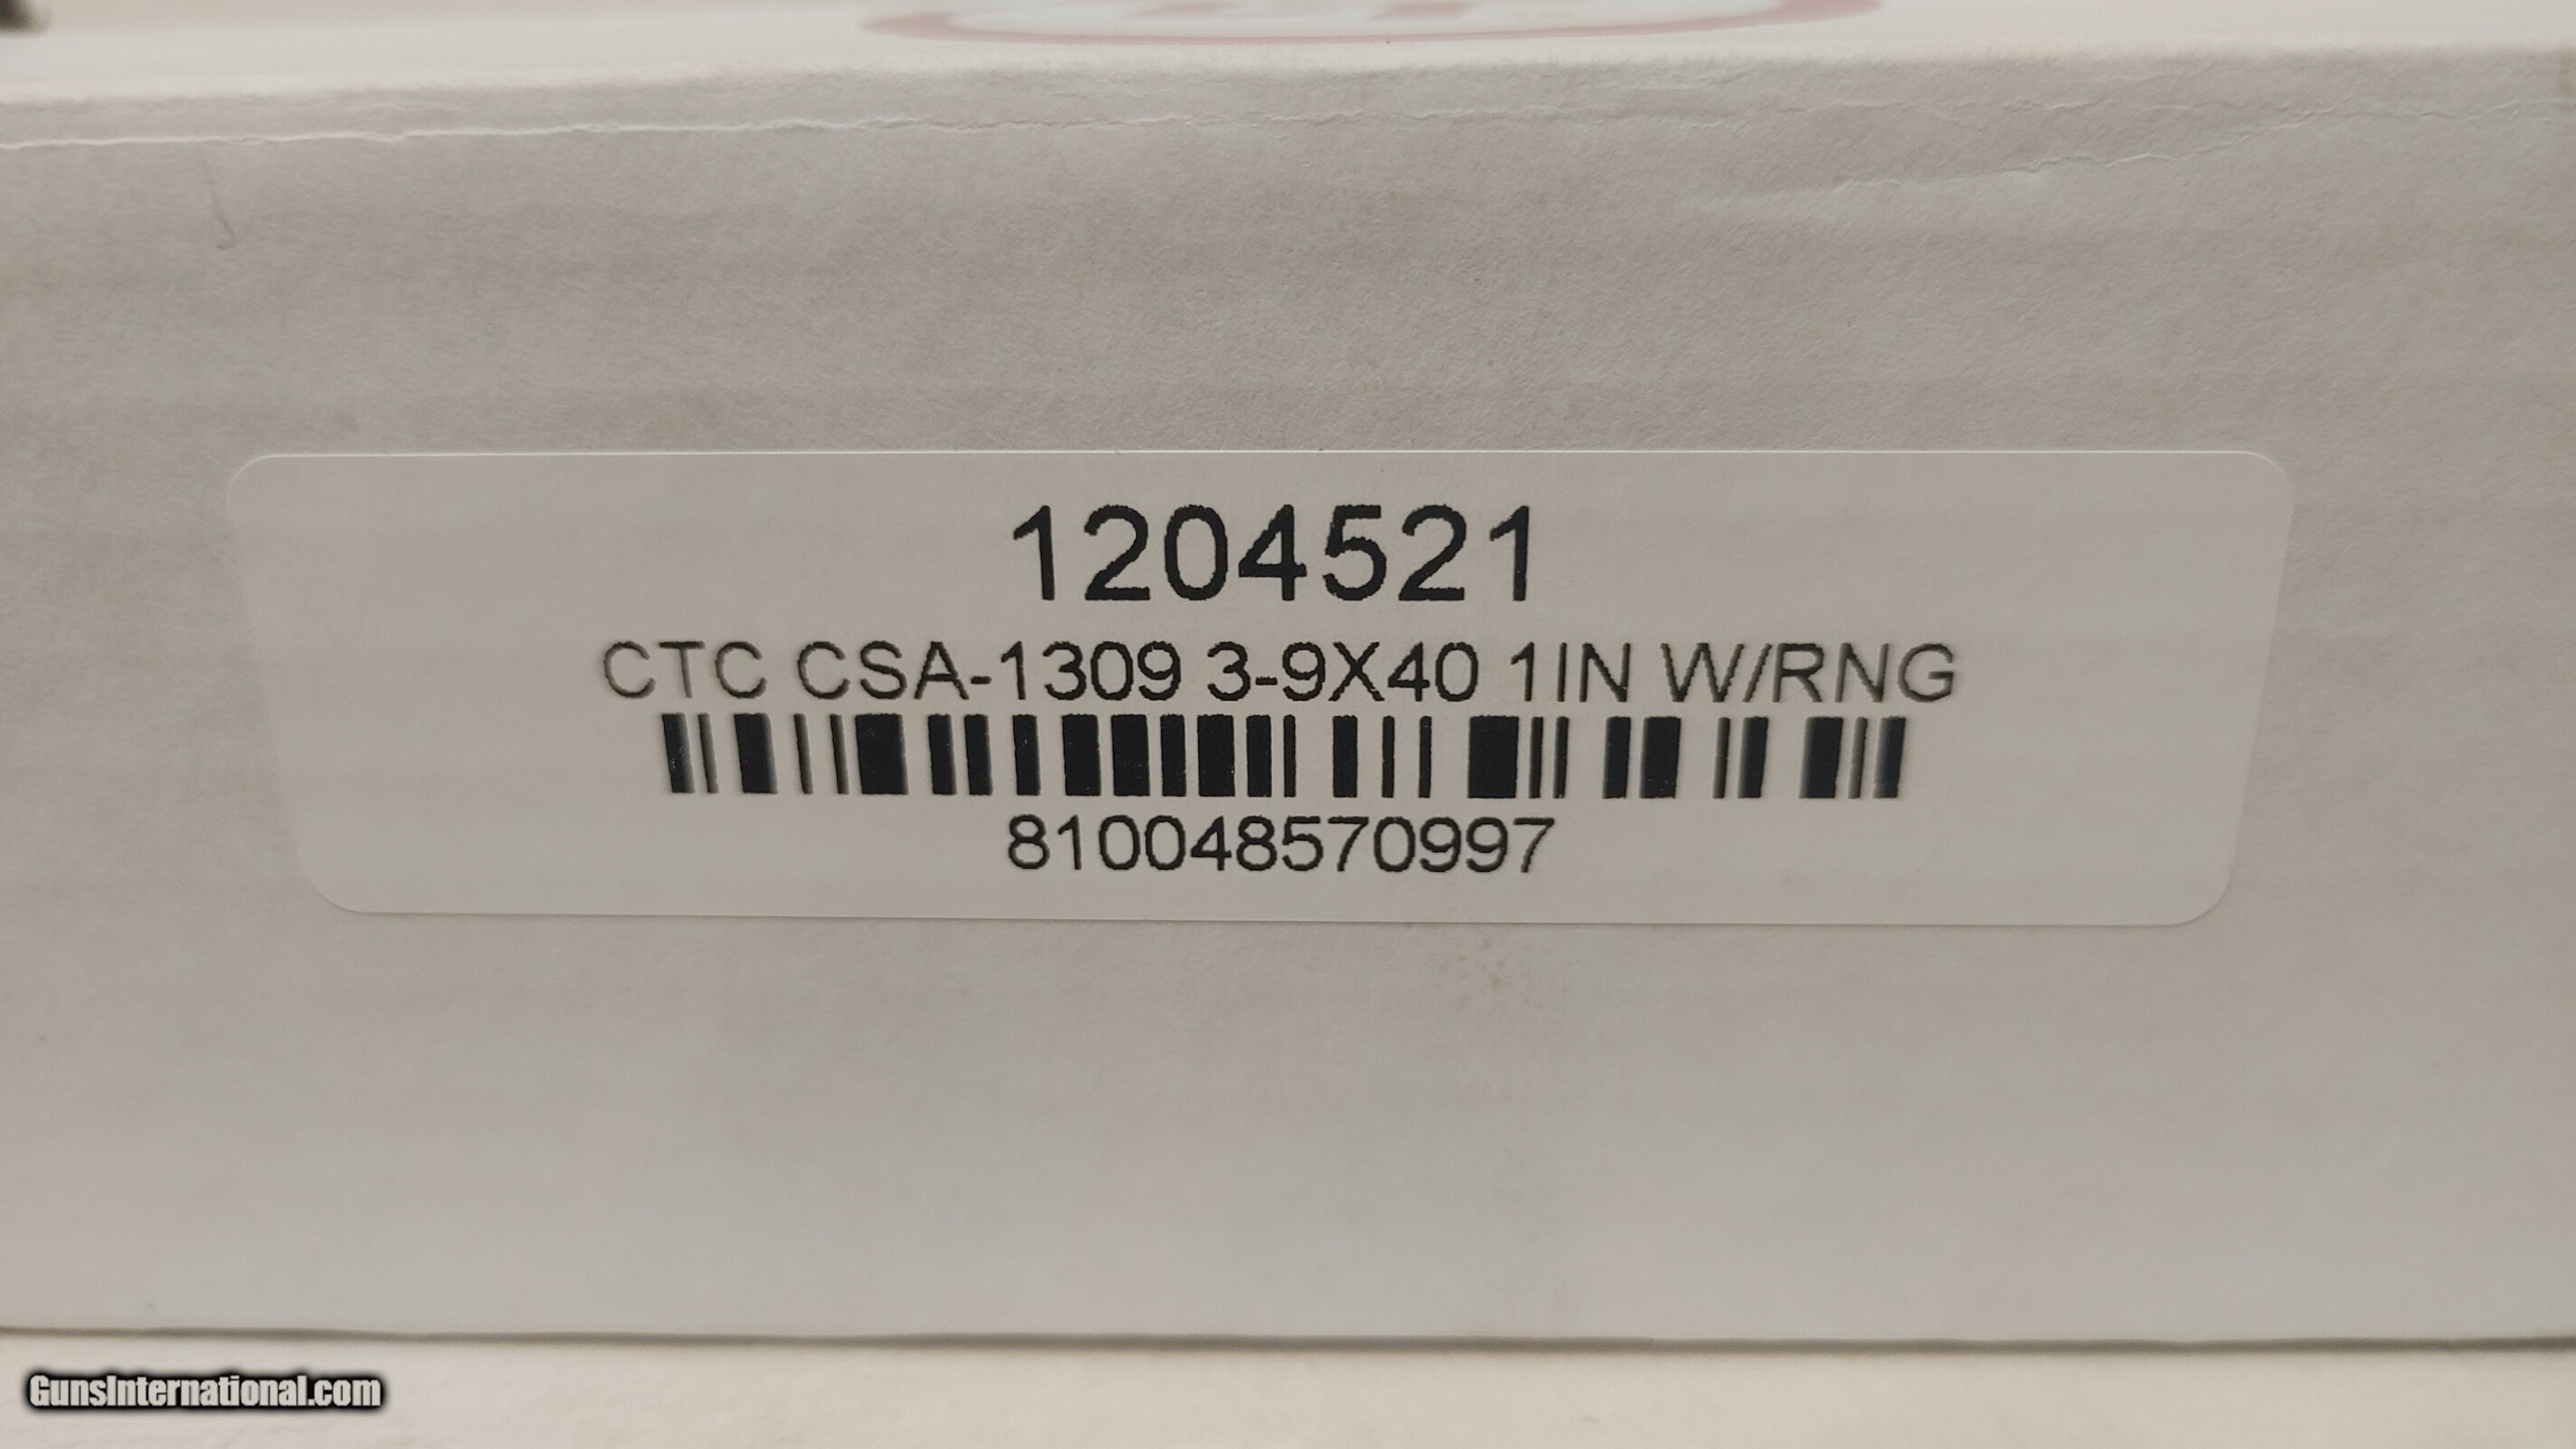 1204521
CTC CSA-1309 3-9X40 1IN W/RNG
810048570997
GunsInternational.com